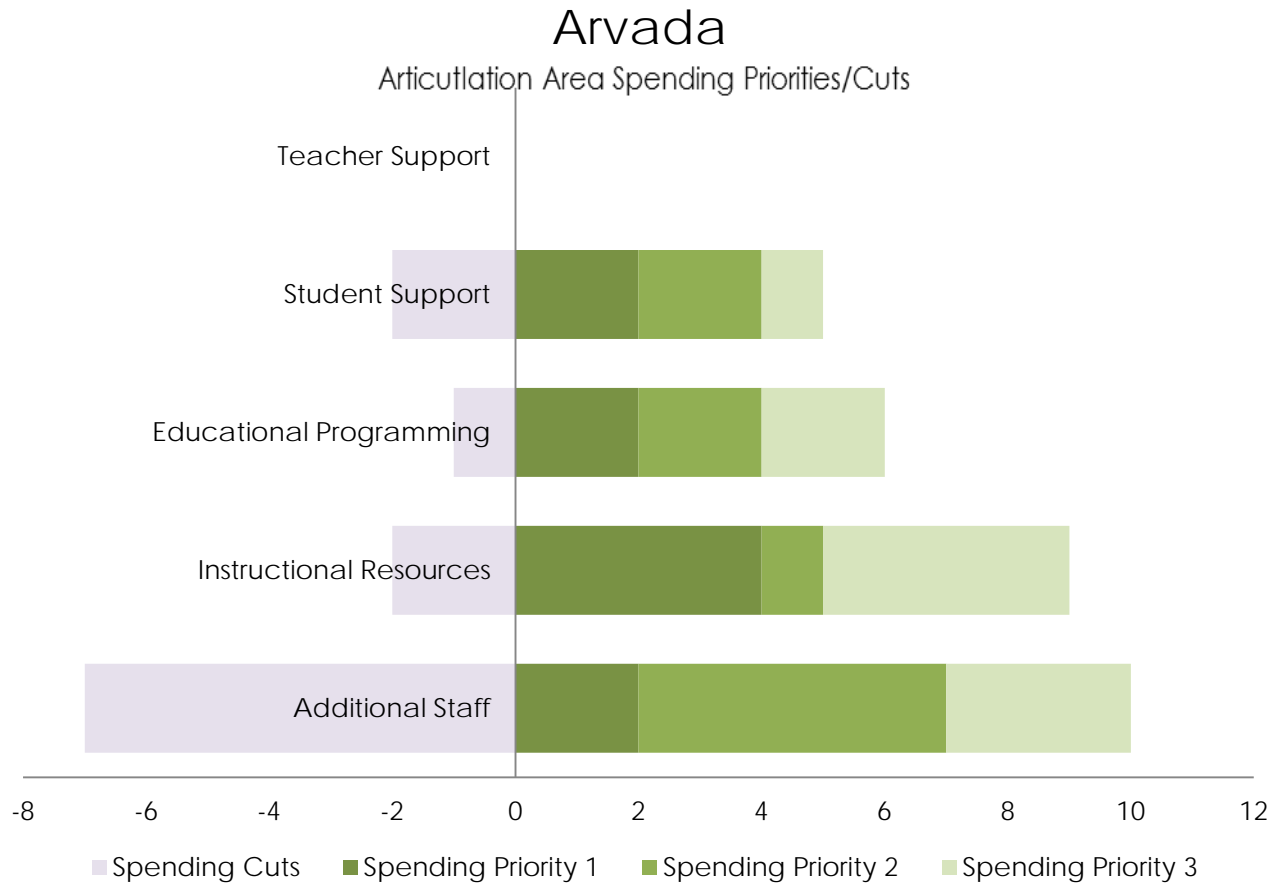 Arvada
Articutlation Area Spending Priorities/Cuts
Teacher Support
Student Support
Educational Programming
Instructional Resources
Additional Staff
-8 -6 -4 -2 0 2 4 6 8 10 12
Spending Cuts Spending Priority 1 Spending Priority 2 Spending Priority 3